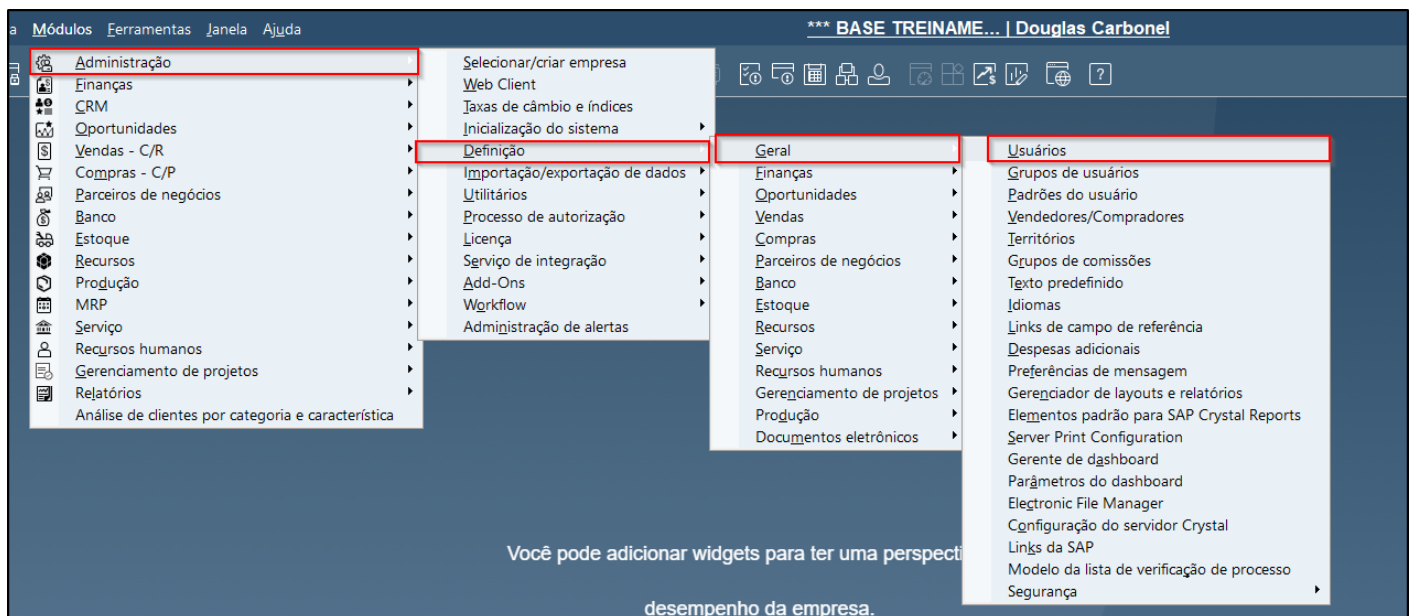 a Módulos Ferramentas Janela Ajuda
*** BASE TREINAME... | Douglas Carbonel
Administração
Finanças
CRM
Oportunidades
Vendas - C/R
Compras - C/P
Parceiros de negócios
Banco
Estoque
Recursos
Produção
MRP
Serviço
Recursos humanos
Gerenciamento de projetos
Relatórios
Análise de clientes por categoria e característica
Selecionar/criar empresa
Web Client
Taxas de câmbio e índices
Inicialização do sistema
Definição
Importação/exportação de dados
Utilitários
Processo de autorização
Licença
Serviço de integração
Add-Ons
Workflow
Administração de alertas
Geral
Finanças
Oportunidades
Vendas
Compras
Parceiros de negócios
Banco
Estoque
Recursos
Serviço
Recursos humanos
Gerenciamento de projetos
Produção
Documentos eletrônicos
Usuários
Grupos de usuários
Padrões do usuário
Vendedores/Compradores
Territórios
Grupos de comissões
Texto predefinido
Idiomas
Links de campo de referência
Despesas adicionais
Preferências de mensagem
Gerenciador de layouts e relatórios
Elementos padrão para SAP Crystal Reports
Server Print Configuration
Gerente de dashboard
Parâmetros do dashboard
Electronic File Manager
Configuração do servidor Crystal
Links da SAP
Modelo da lista de verificação de processo
Segurança
Você pode adicionar widgets para ter uma perspecti
desempenho da empresa.